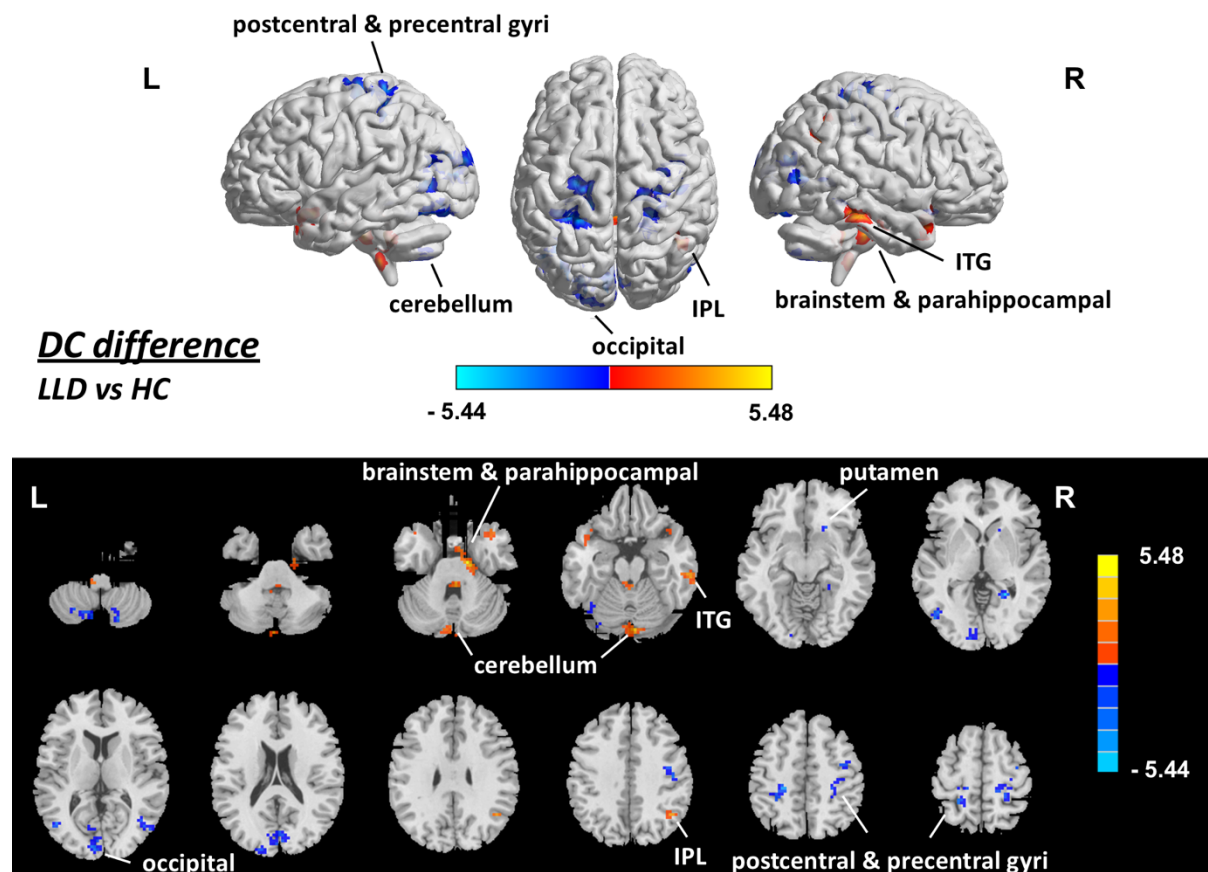 postcentral & precentral gyri
L
R
ITG
cerebellum
IPL
brainstem & parahippocampal
occipital
DC difference
LLD vs HC
- 5.44
5.48
brainstem & parahippocampal
putamen
L
R
5.48
ITG
cerebellum
- 5.44
occipital
IPL
postcentral & precentral gyri